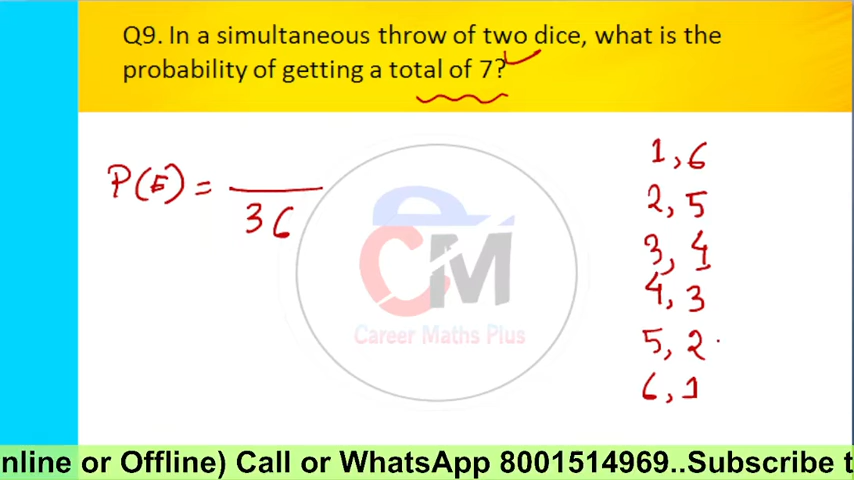 Q9. In a simultaneous throw of two dice, what is the
probability of getting a total of 7?
P(E) =
36
1, 6
2, 5
3, 4
4, 3
5, 2
6, 1
CM
Career Maths Plus
nline or Offline) Call or WhatsApp 8001514969..Subscribe t